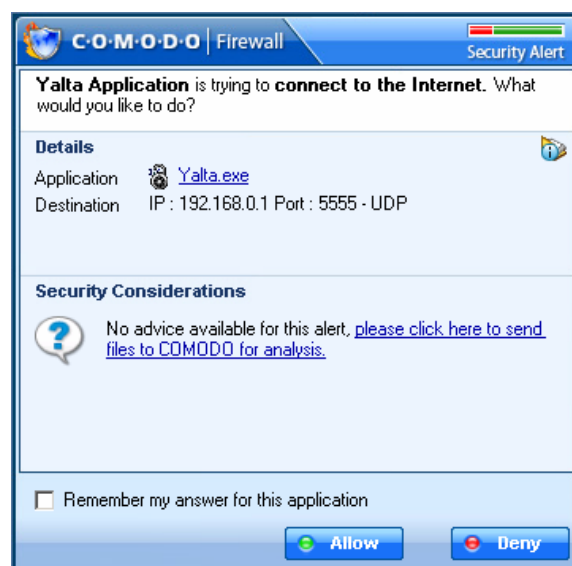 C·O·M·O·D·O | Firewall
Security Alert
Yalta Application is trying to connect to the Internet. What
would you like to do?
Details
Application Yalta.exe
Destination IP : 192.168.0.1 Port : 5555 - UDP
Security Considerations
No advice available for this alert, please click here to send
files to COMODO for analysis.
Remember my answer for this application
Allow Deny